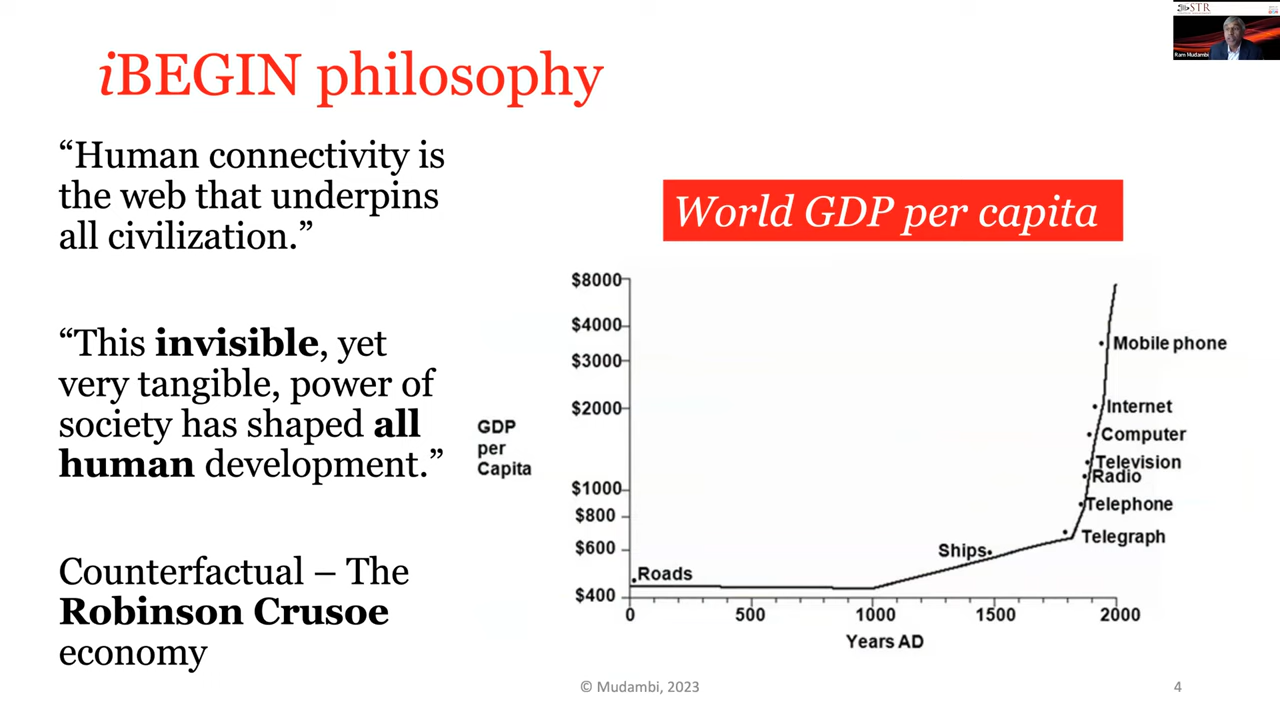 iBEGIN philosophy
STR
Ram Mudambi
“Human connectivity is
the web that underpins
all civilization.”
“This invisible, yet
very tangible, power of
society has shaped all
human development.”
Counterfactual – The
Robinson Crusoe
economy
World GDP per capita
GDP
per
Capita
$8000
$4000
$3000
$2000
$1000
$800
$600
$400
Mobile phone
Internet
Computer
Television
Radio
Telephone
Telegraph
Ships
Roads
0
500
1000
1500
2000
Years AD
© Mudambi, 2023
4